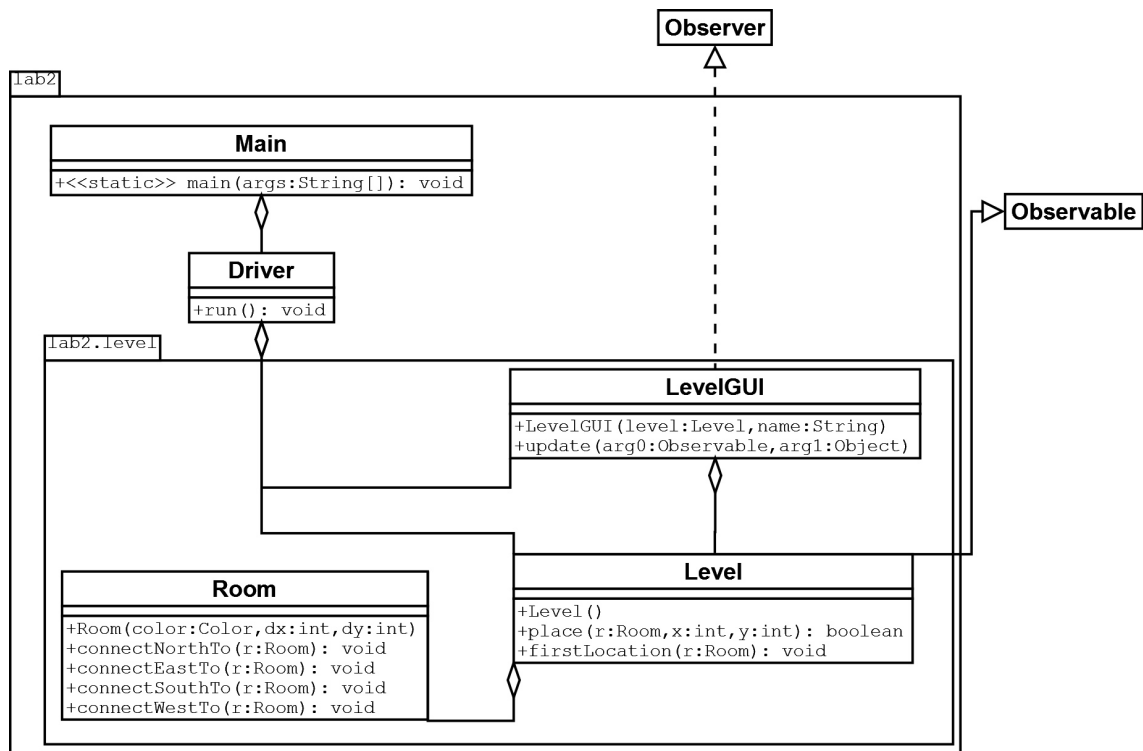 Observer
lab2
Main
+<<static>> main(args:String[]): void
Observable
Driver
+run(): void
lab2.level
LevelGUI
+LevelGUI(level:Level,name:String)
+update(arg0:Observable,arg1:Object)
Room
+Room(color:Color,dx:int,dy:int)
+connectNorthTo(r:Room): void
+connectEastTo(r:Room): void
+connectSouthTo(r:Room): void
+connectWestTo(r:Room): void
Level
+Level()
+place(r:Room,x:int,y:int): boolean
+firstLocation(r:Room): void